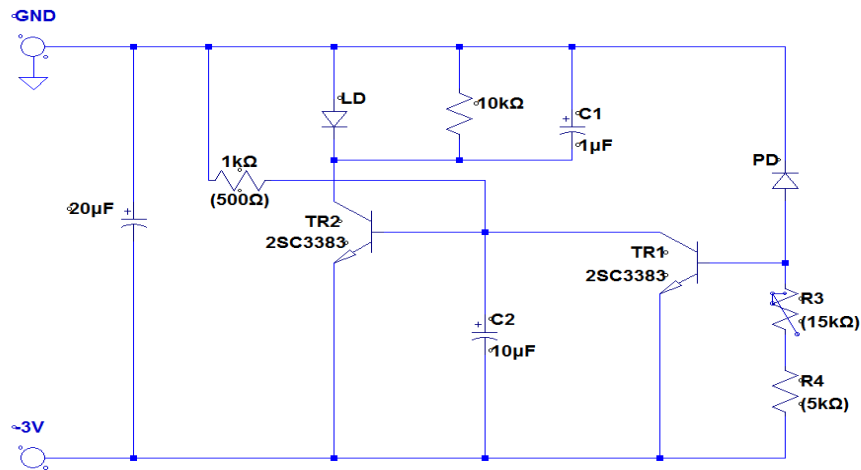 GND
LD
10kΩ
C1
1µF
1kΩ
(500Ω)
PD
20µF
TR2
2SC3383
TR1
2SC3383
R3
(15kΩ)
C2
10µF
R4
(5kΩ)
-3V